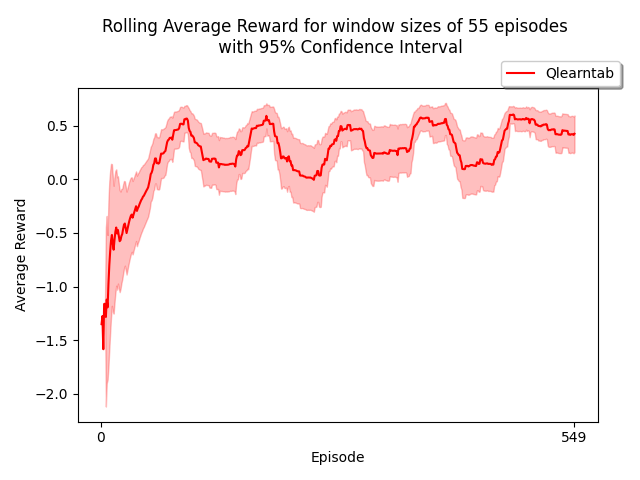 Rolling Average Reward for window sizes of 55 episodes
with 95% Confidence Interval
Qlearntab
Average Reward
0.5
0.0
−0.5
−1.0
−1.5
−2.0
0
549
Episode